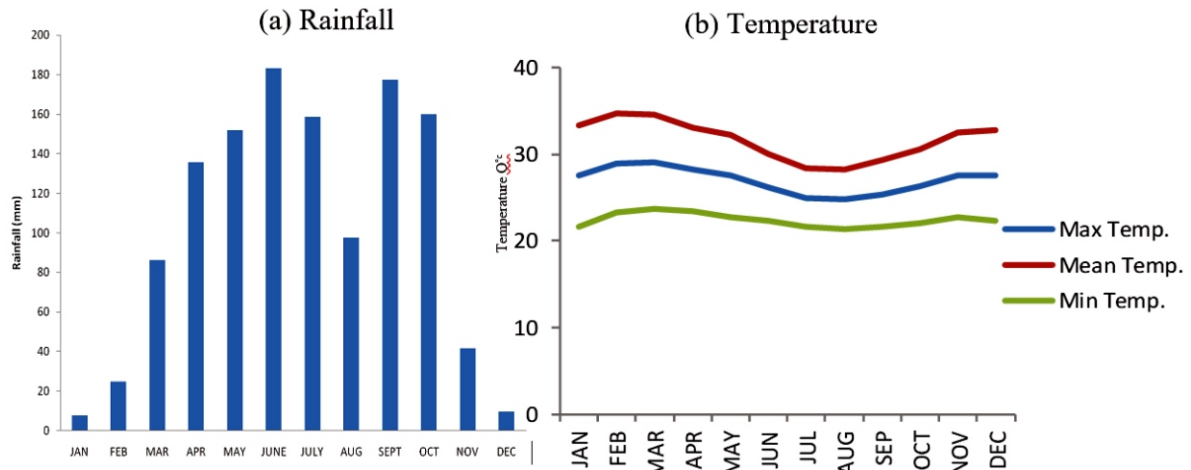 (a) Rainfall
200
180
160
140
120
100
80
60
40
20
0
Rainfall (mm)
JAN FEB MAR APR MAY JUNE JULY AUG SEPT OCT NOV DEC
(b) Temperature
40
30
20
10
0
Temperature O°c
JAN FEB MAR APR MAY JUN JUL AUG SEP OCT NOV DEC
Max Temp.
Mean Temp.
Min Temp.